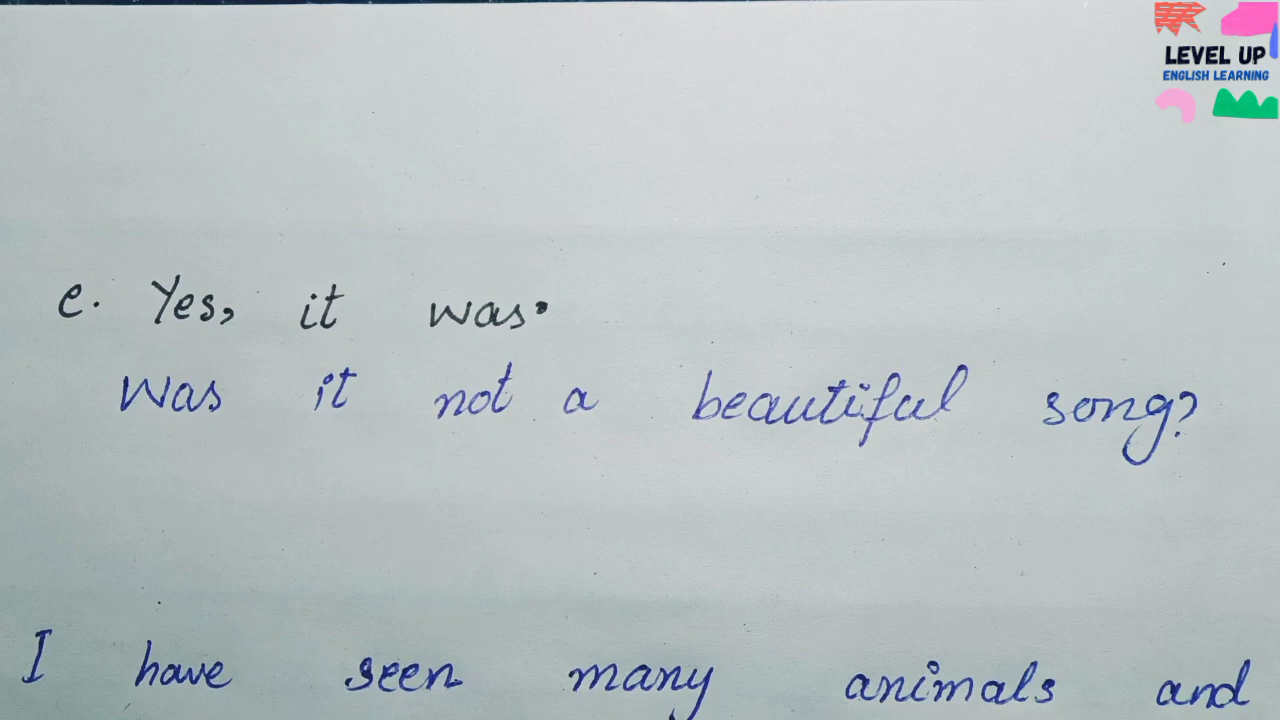 LEVEL UP
ENGLISH LEARNING
e. Yes, it was.
Was it not a beautiful song?
I have seen many animals and